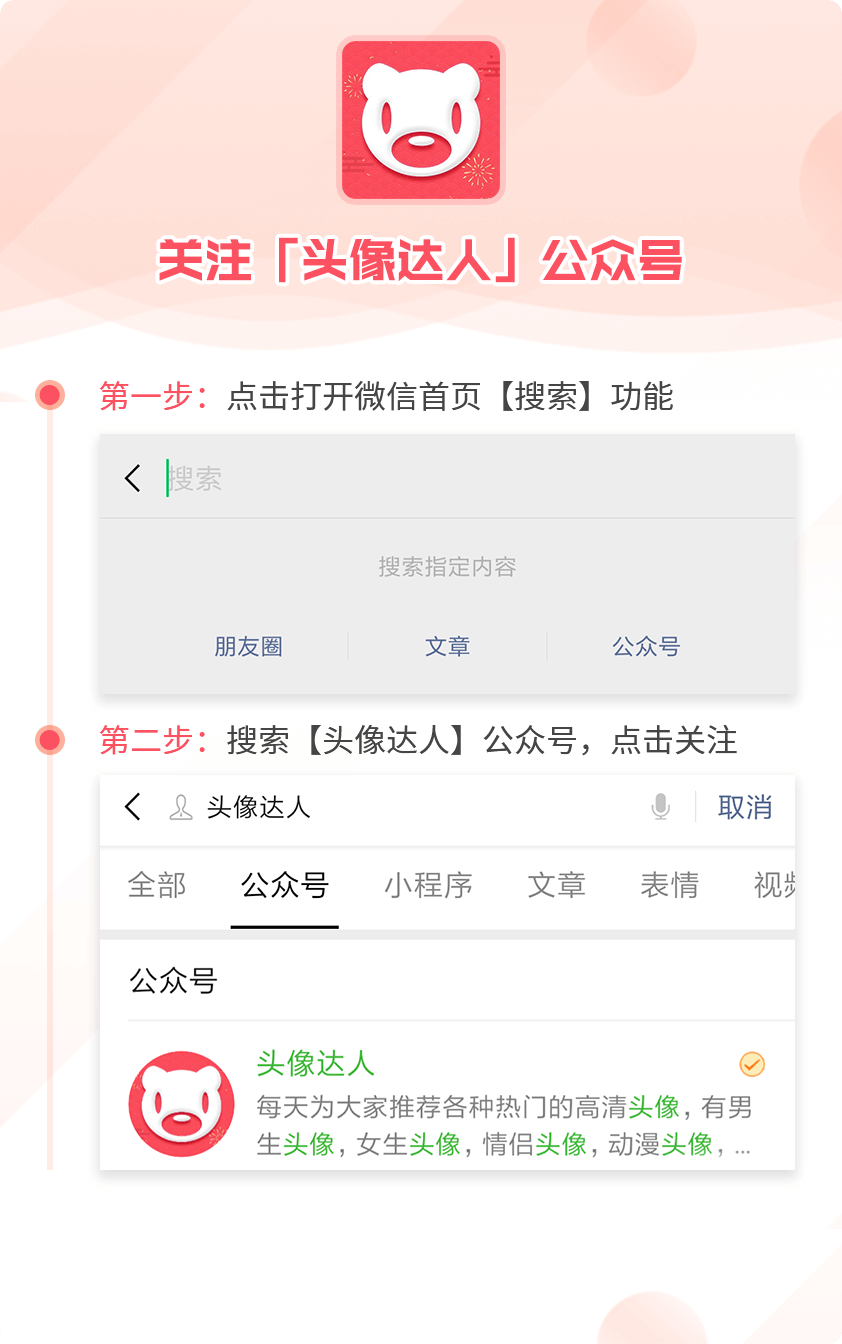 关注「头像达人」公众号
第一步：点击打开微信首页【搜索】功能
搜索
搜索指定内容
朋友圈 文章 公众号
第二步：搜索【头像达人】公众号，点击关注
头像达人 取消
全部 公众号 小程序 文章 表情 视频
公众号
头像达人
每天为大家推荐各种热门的高清头像，有男
生头像，女生头像，情侣头像，动漫头像，...